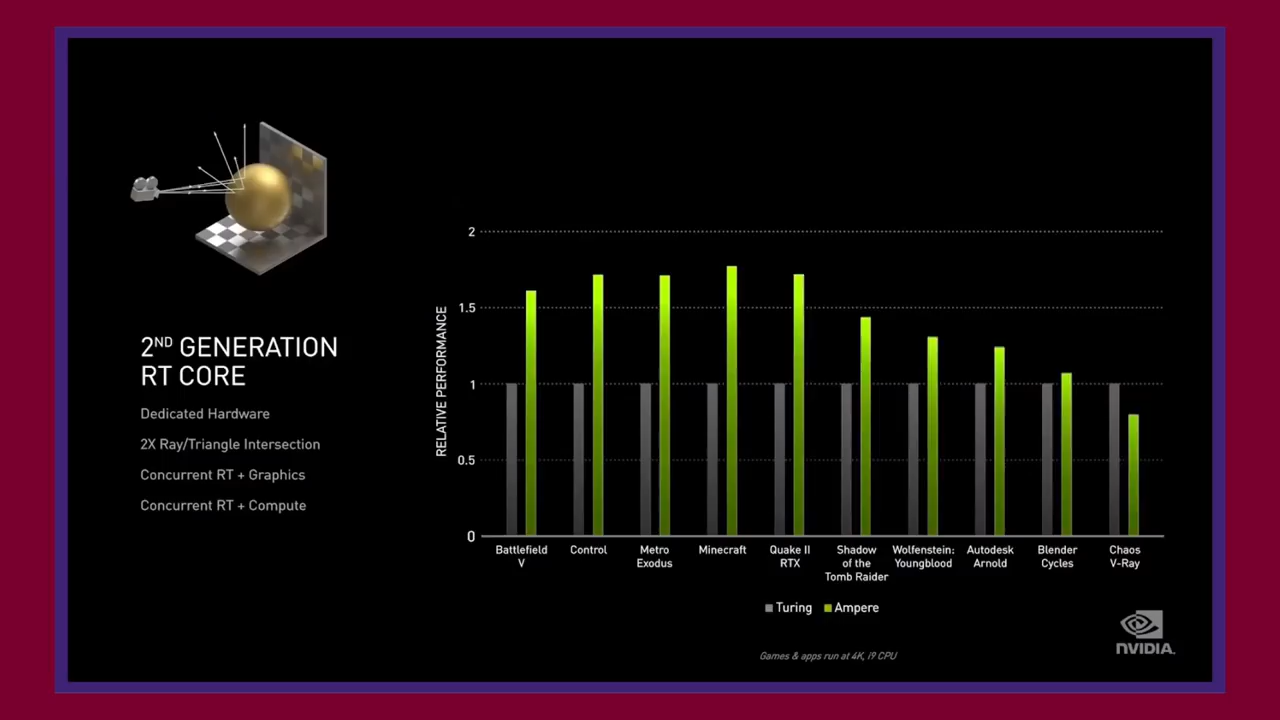 2ND GENERATION
RT CORE
Dedicated Hardware
2X Ray/Triangle Intersection
Concurrent RT + Graphics
Concurrent RT + Compute
RELATIVE PERFORMANCE
2
1.5
1
0.5
0
Battlefield
V
Control
Metro
Exodus
Minecraft
Quake II
RTX
Shadow
of the
Tomb Raider
Wolfenstein:
Youngblood
Autodesk
Arnold
Blender
Cycles
Chaos
V-Ray
Turing
Ampere
Games & apps run at 4K, i9 CPU
NVIDIA.